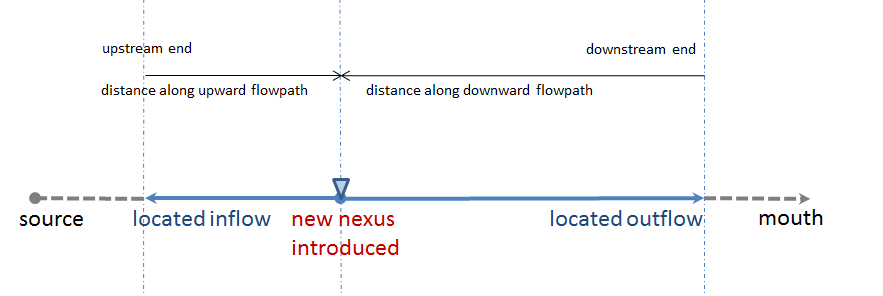 upstream end
downstream end
distance along upward flowpath
distance along downward flowpath
source
located inflow
new nexus
introduced
located outflow
mouth